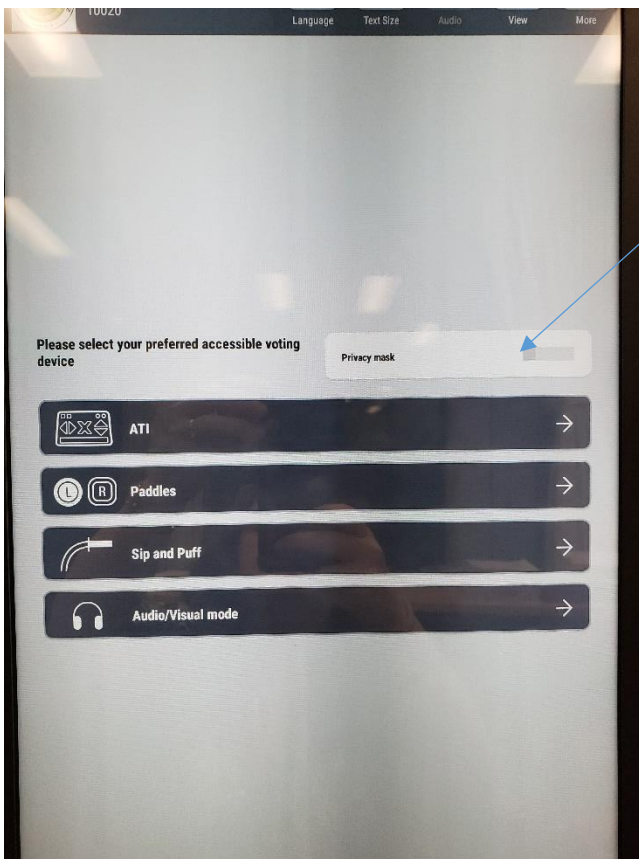 10020
Language Text Size Audio View More
Please select your preferred accessible voting
device
Privacy mask
ATI
L R Paddles
Sip and Puff
Audio/Visual mode